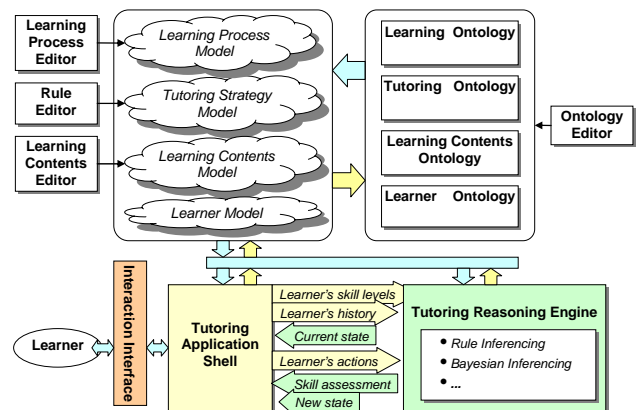 Learning
Process
Editor
Rule
Editor
Learning
Contents
Editor
Learning Process
Model
Tutoring Strategy
Model
Learning Contents
Model
Learner Model
Learning Ontology
Tutoring Ontology
Learning Contents
Ontology
Learner Ontology
Ontology
Editor
Learner
Interaction Interface
Tutoring
Application
Shell
Learner's skill levels
Learner's history
Current state
Learner's actions
Skill assessment
New state
Tutoring Reasoning Engine
• Rule Inferencing
• Bayesian Inferencing
• ...